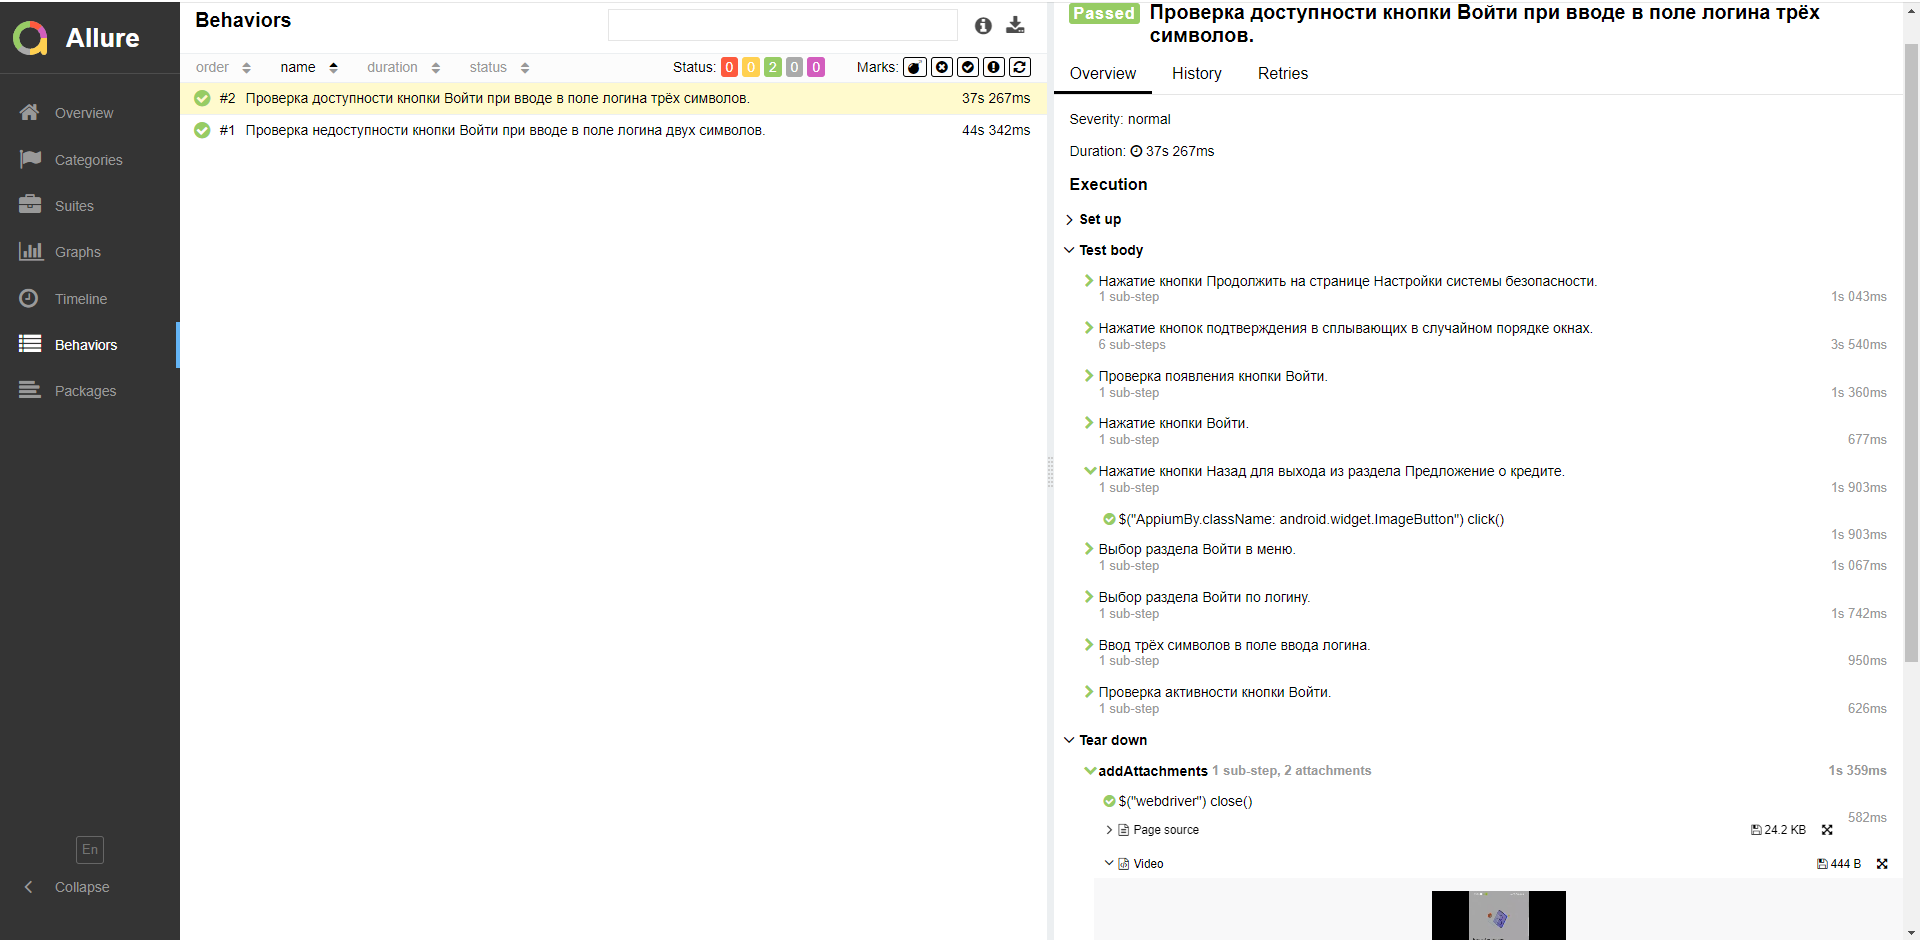 Allure
Overview
Categories
Suites
Graphs
Timeline
Behaviors
Packages
En
Collapse
Behaviors
order name duration status Status: 0 0 2 0 0 Marks:
#2 Проверка доступности кнопки Войти при вводе в поле логина трёх символов. 37s 267ms
#1 Проверка недоступности кнопки Войти при вводе в поле логина двух символов. 44s 342ms
Passed Проверка доступности кнопки Войти при вводе в поле логина трёх
символов.
Overview History Retries
Severity: normal
Duration: 37s 267ms
Execution
Set up
Test body
Нажатие кнопки Продолжить на странице Настройки системы безопасности.
1 sub-step 1s 043ms
Нажатие кнопок подтверждения в сплывающих в случайном порядке окнах.
6 sub-steps 3s 540ms
Проверка появления кнопки Войти.
1 sub-step 1s 360ms
Нажатие кнопки Войти.
1 sub-step 677ms
Нажатие кнопки Назад для выхода из раздела Предложение о кредите.
1 sub-step 1s 903ms
$("AppiumBy.className: android.widget.ImageButton") click()
1s 903ms
Выбор раздела Войти в меню.
1 sub-step 1s 067ms
Выбор раздела Войти по логину.
1 sub-step 1s 742ms
Ввод трёх символов в поле ввода логина.
1 sub-step 950ms
Проверка активности кнопки Войти.
1 sub-step 626ms
Tear down
addAttachments 1 sub-step, 2 attachments 1s 359ms
$("webdriver") close()
582ms
Page source 24.2 KB
Video 444 B